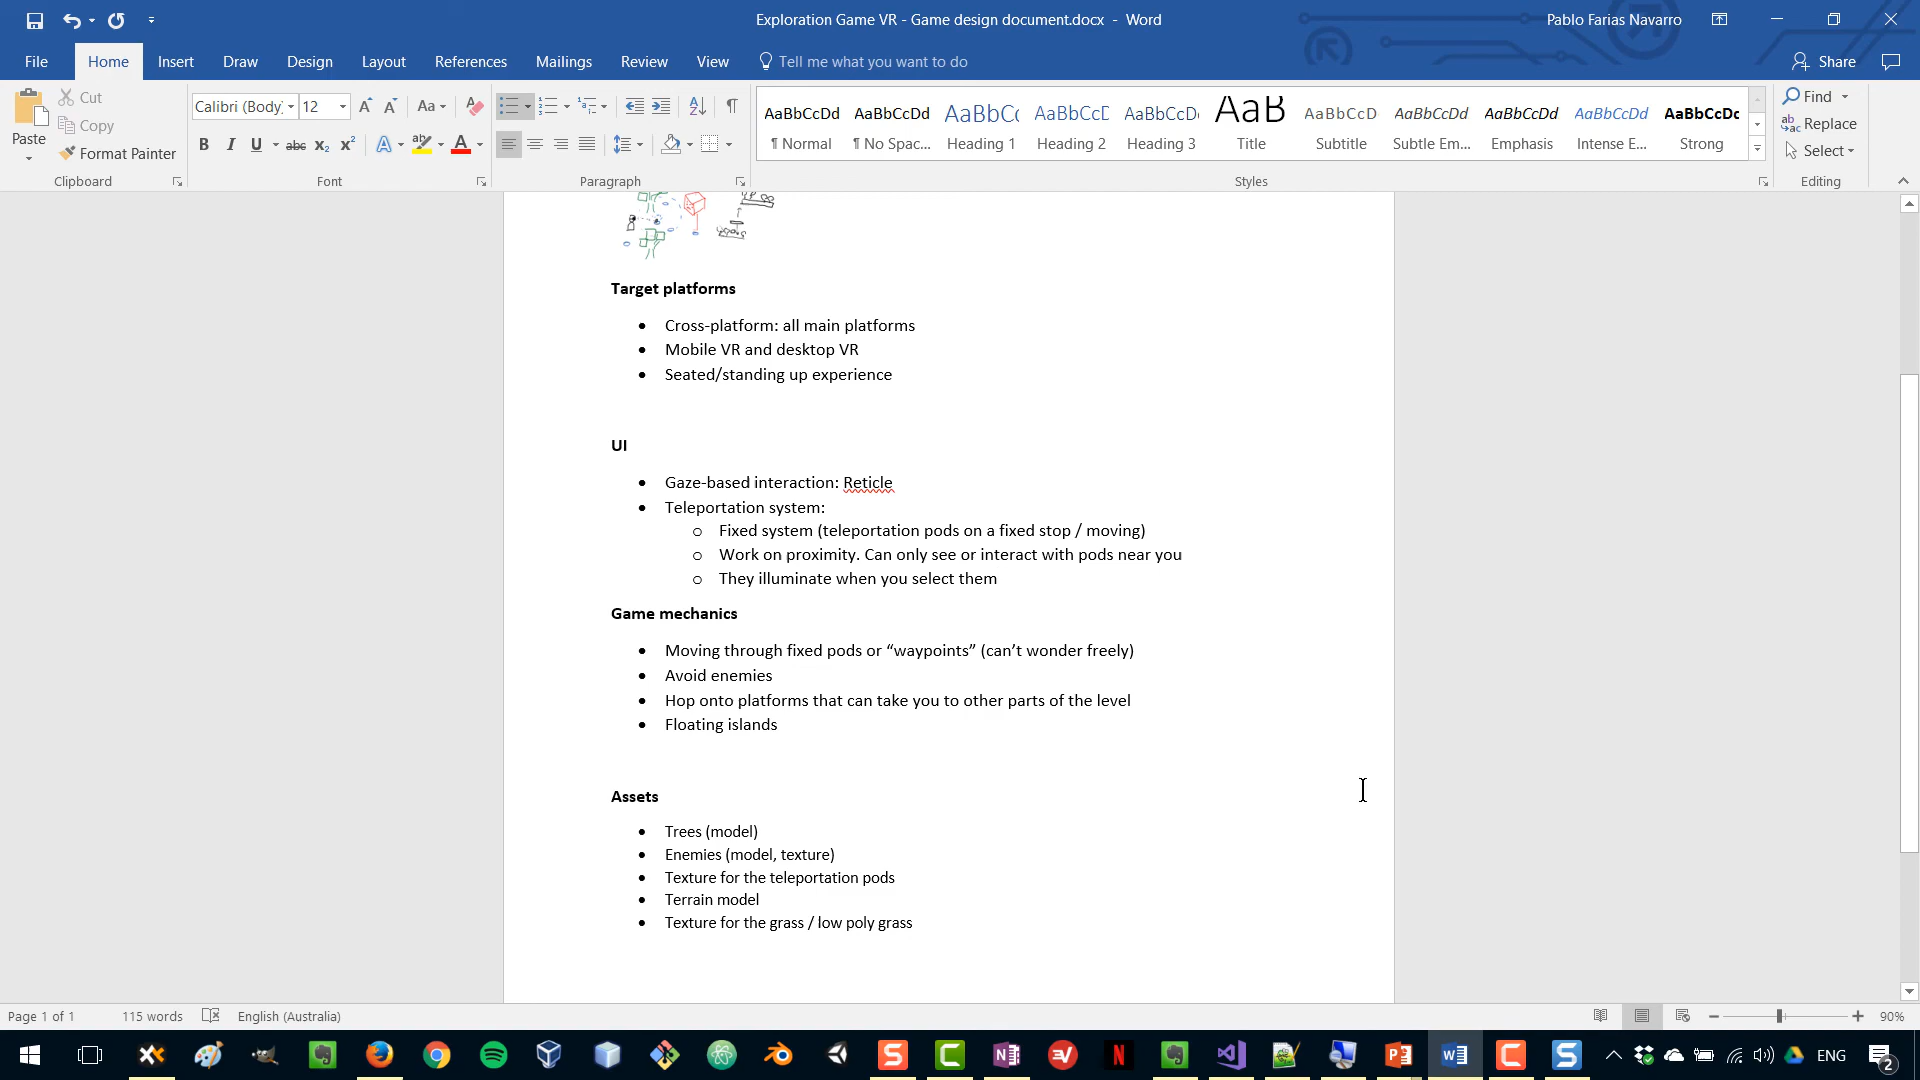 Exploration Game VR - Game design document.docx - Word
Pablo Farias Navarro
File Home Insert Draw Design Layout References Mailings Review View Tell me what you want to do
Share
Paste
Cut
Copy
Format Painter
Clipboard
Calibri (Body) 12
Font
Paragraph
AaBbCcDd AaBbCcDd AaBbCc AaBbCcD AaBbCcD AaB AaBbCcD AaBbCcDd AaBbCcDd AaBbCcDd AaBbCcDc
¶ Normal ¶ No Spac... Heading 1 Heading 2 Heading 3 Title Subtitle Subtle Em... Emphasis Intense E... Strong
Styles
Find
Replace
Select
Editing
Target platforms
• Cross-platform: all main platforms
• Mobile VR and desktop VR
• Seated/standing up experience
UI
• Gaze-based interaction: Reticle
• Teleportation system:
o Fixed system (teleportation pods on a fixed stop / moving)
o Work on proximity. Can only see or interact with pods near you
o They illuminate when you select them
Game mechanics
• Moving through fixed pods or “waypoints” (can’t wonder freely)
• Avoid enemies
• Hop onto platforms that can take you to other parts of the level
• Floating islands
Assets
• Trees (model)
• Enemies (model, texture)
• Texture for the teleportation pods
• Terrain model
• Texture for the grass / low poly grass
Page 1 of 1 115 words English (Australia) 90%
ENG 2